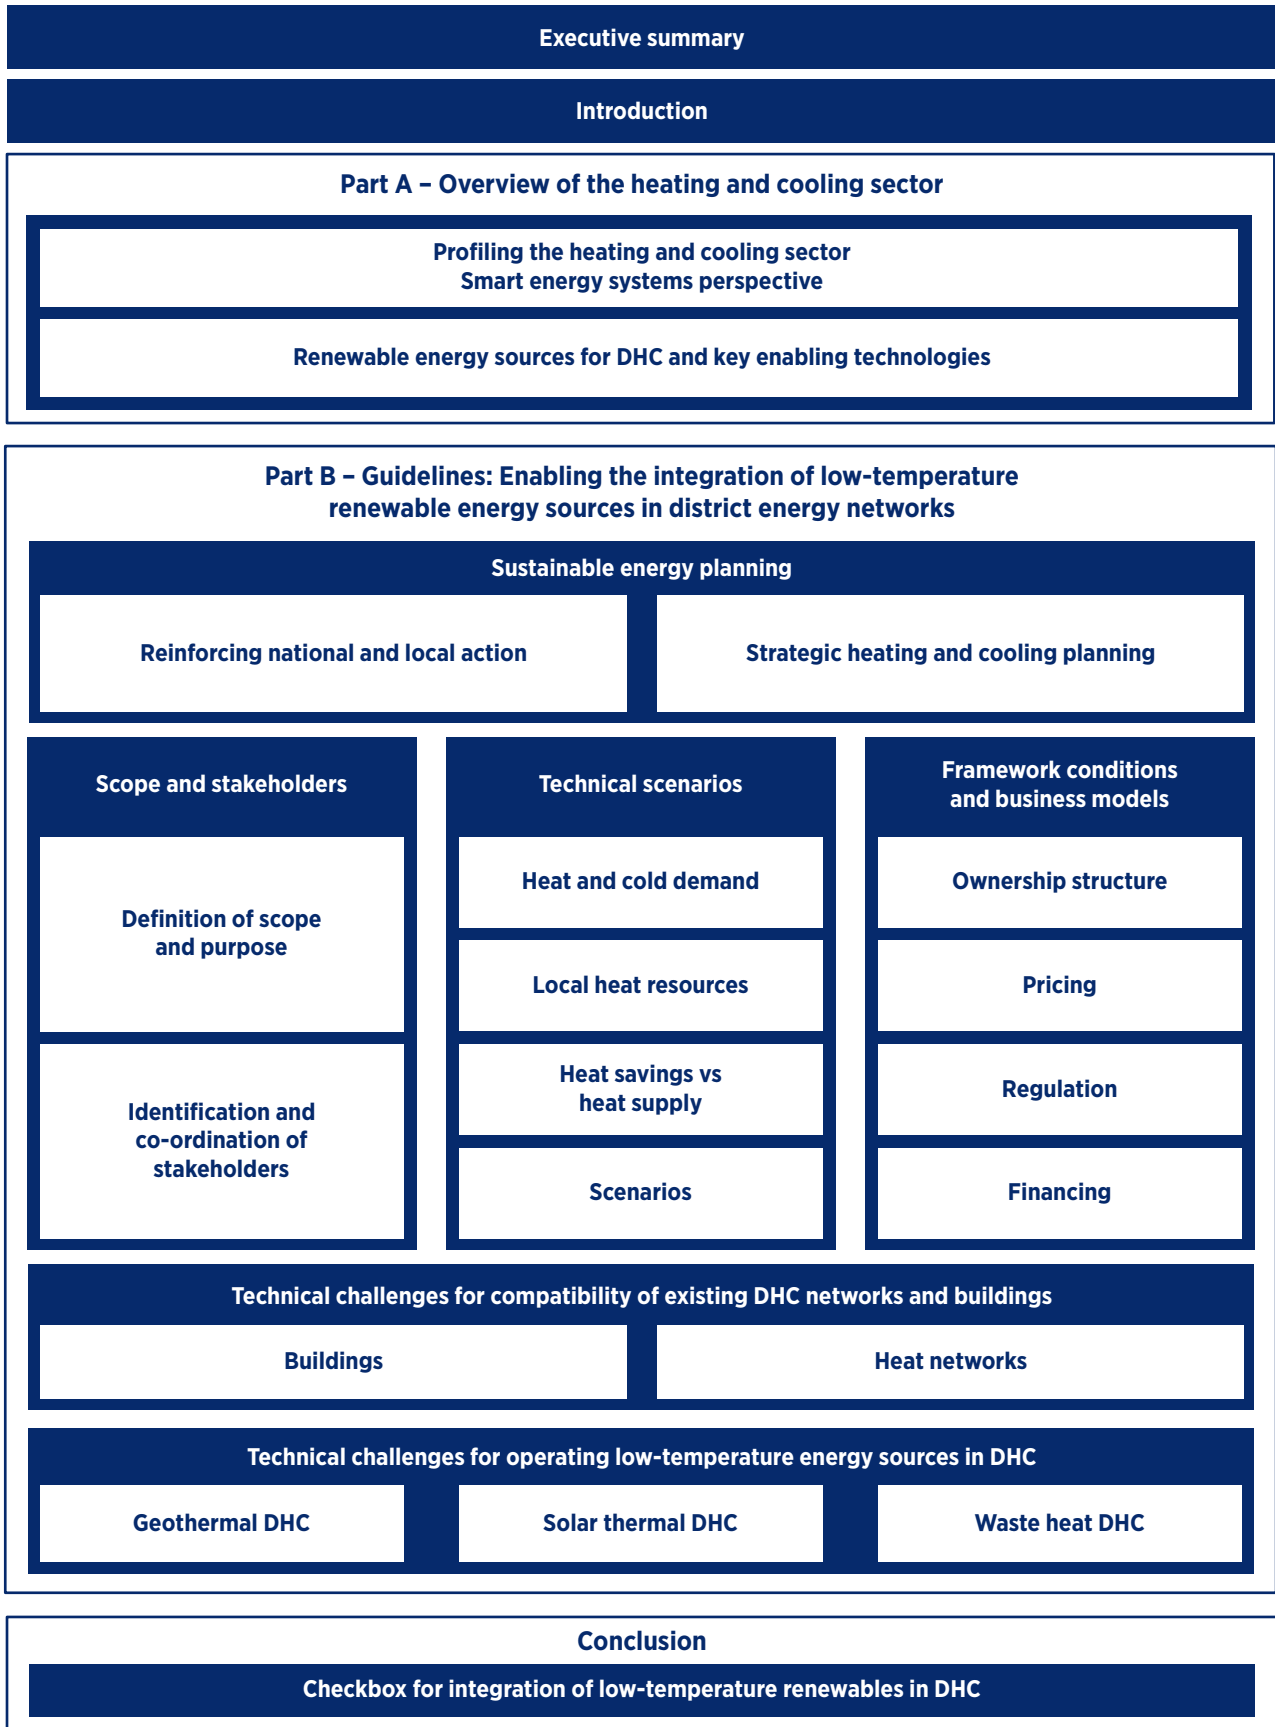 Executive summary
Introduction
Part A – Overview of the heating and cooling sector
Profiling the heating and cooling sector
Smart energy systems perspective
Renewable energy sources for DHC and key enabling technologies
Part B – Guidelines: Enabling the integration of low-temperature
renewable energy sources in district energy networks
Sustainable energy planning
Reinforcing national and local action
Strategic heating and cooling planning
Scope and stakeholders
Definition of scope
and purpose
Identification and
co-ordination of
stakeholders
Technical scenarios
Heat and cold demand
Local heat resources
Heat savings vs
heat supply
Scenarios
Framework conditions
and business models
Ownership structure
Pricing
Regulation
Financing
Technical challenges for compatibility of existing DHC networks and buildings
Buildings
Heat networks
Technical challenges for operating low-temperature energy sources in DHC
Geothermal DHC
Solar thermal DHC
Waste heat DHC
Conclusion
Checkbox for integration of low-temperature renewables in DHC